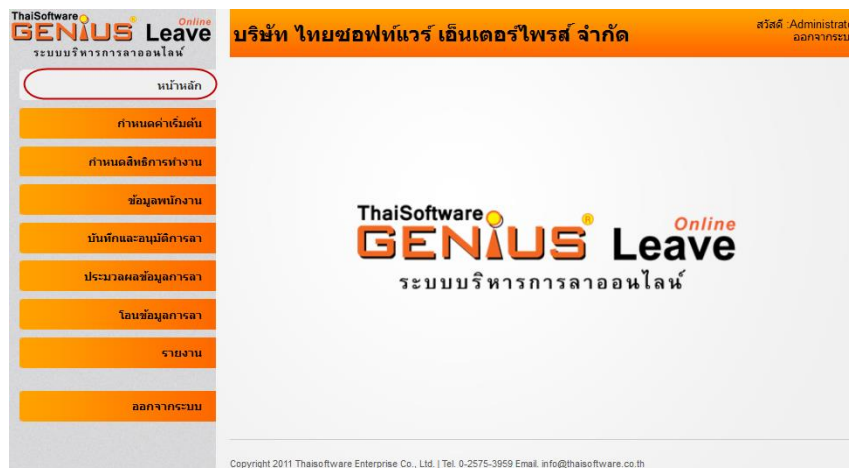 ThaiSoftware
GENiUS® Leave Online
ระบบบริหารการลาออนไลน์
หน้าหลัก
กำหนดค่าเริ่มต้น
กำหนดสิทธิการทำงาน
ข้อมูลพนักงาน
บันทึกและอนุมัติการลา
ประมวลผลข้อมูลการลา
โอนข้อมูลการลา
รายงาน
ออกจากระบบ
บริษัท ไทยซอฟท์แวร์ เอ็นเตอร์ไพรส์ จำกัด
สวัสดี :Administrato
ออกจากระบ
ThaiSoftware
GENiUS® Leave Online
ระบบบริหารการลาออนไลน์
Copyright 2011 Thaisoftware Enterprise Co., Ltd. | Tel. 0-2575-3959 Email. info@thaisoftware.co.th